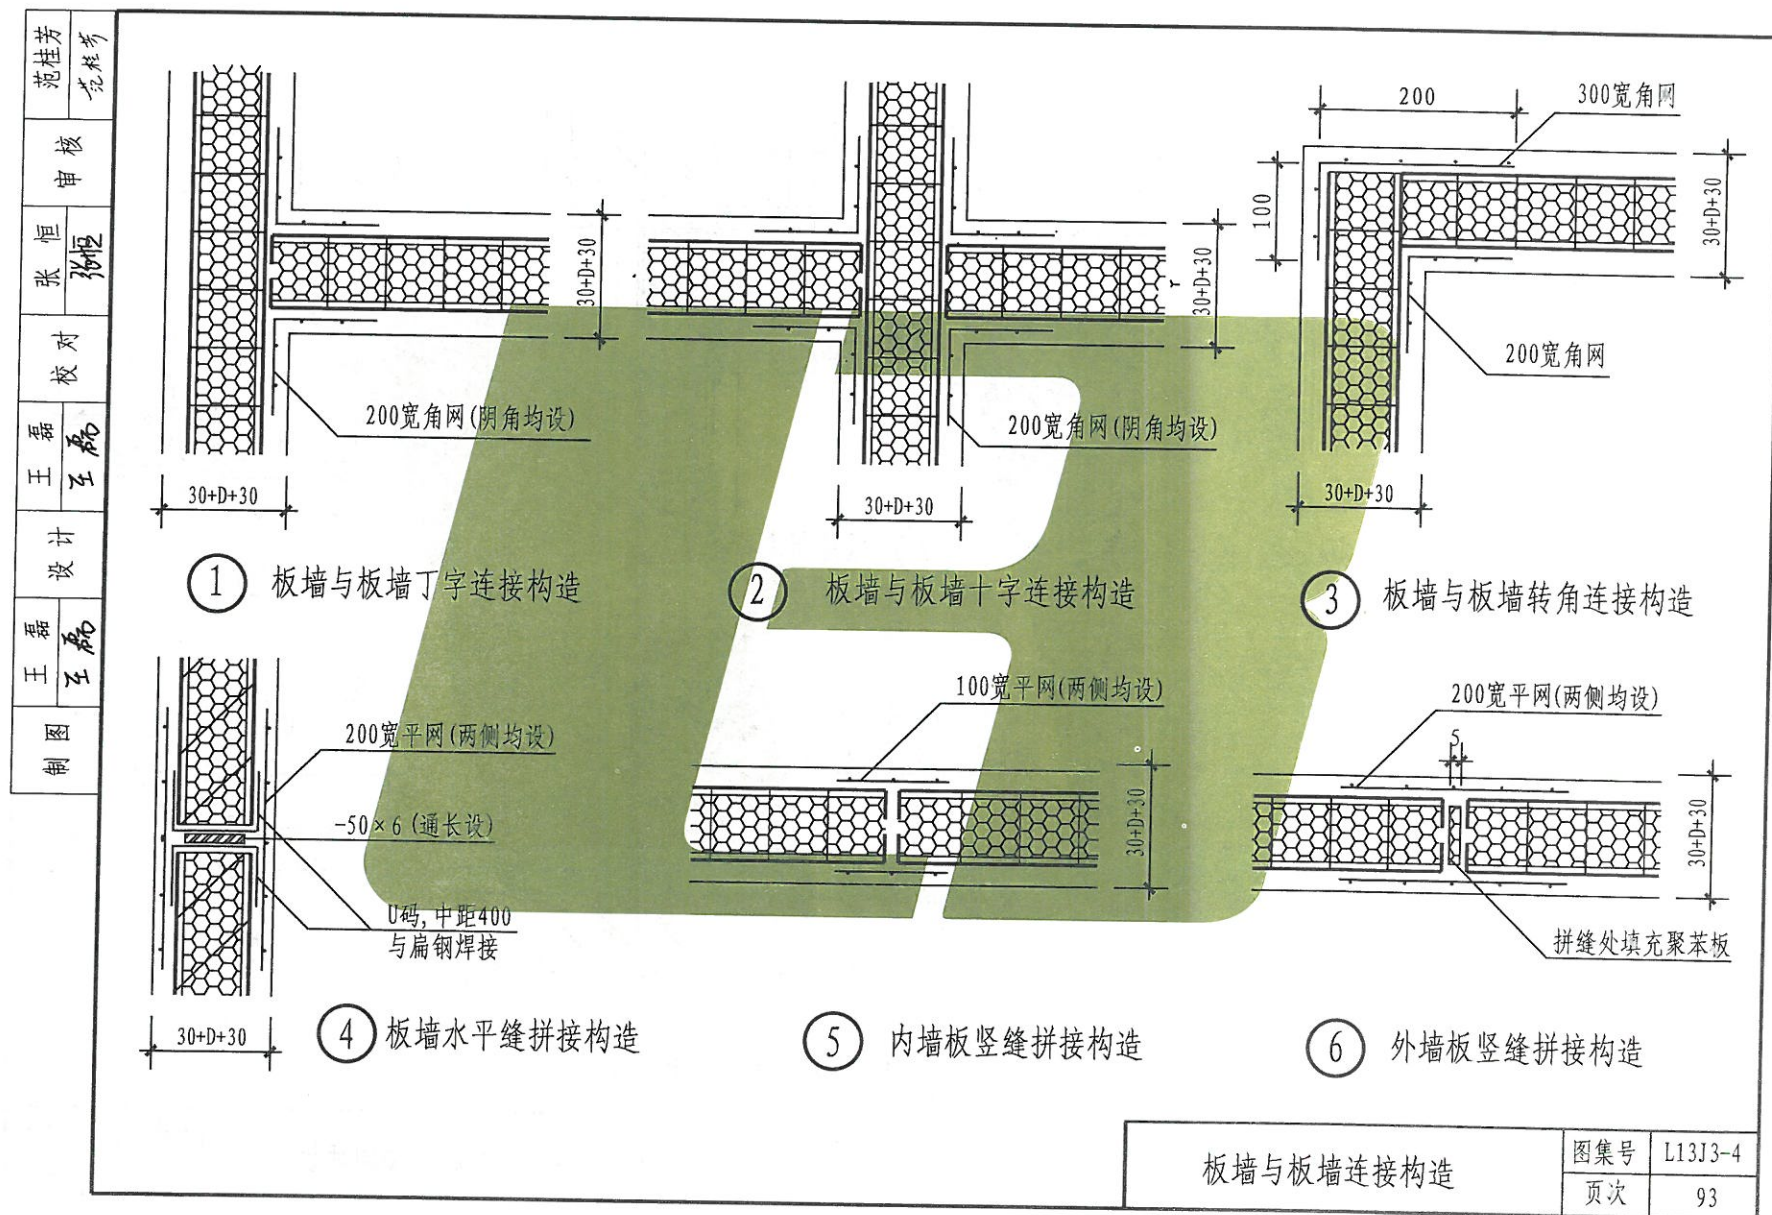 范桂芳
范桂芳
审核
张恒
张恒
校对
王磊
王磊
设计
王磊
王磊
制图
30+D+30
200宽角网(阴角均设)
30+D+30
① 板墙与板墙丁字连接构造
30+D+30
200宽角网(阴角均设)
30+D+30
② 板墙与板墙十字连接构造
200
300宽角网
100
30+D+30
200宽角网
30+D+30
③ 板墙与板墙转角连接构造
200宽平网(两侧均设)
-50×6(通长设)
U码,中距400
与扁钢焊接
30+D+30
④ 板墙水平缝拼接构造
100宽平网(两侧均设)
30+D+30
⑤ 内墙板竖缝拼接构造
200宽平网(两侧均设)
5
30+D+30
拼缝处填充聚苯板
⑥ 外墙板竖缝拼接构造
板墙与板墙连接构造
图集号 L13J3-4
页次 93